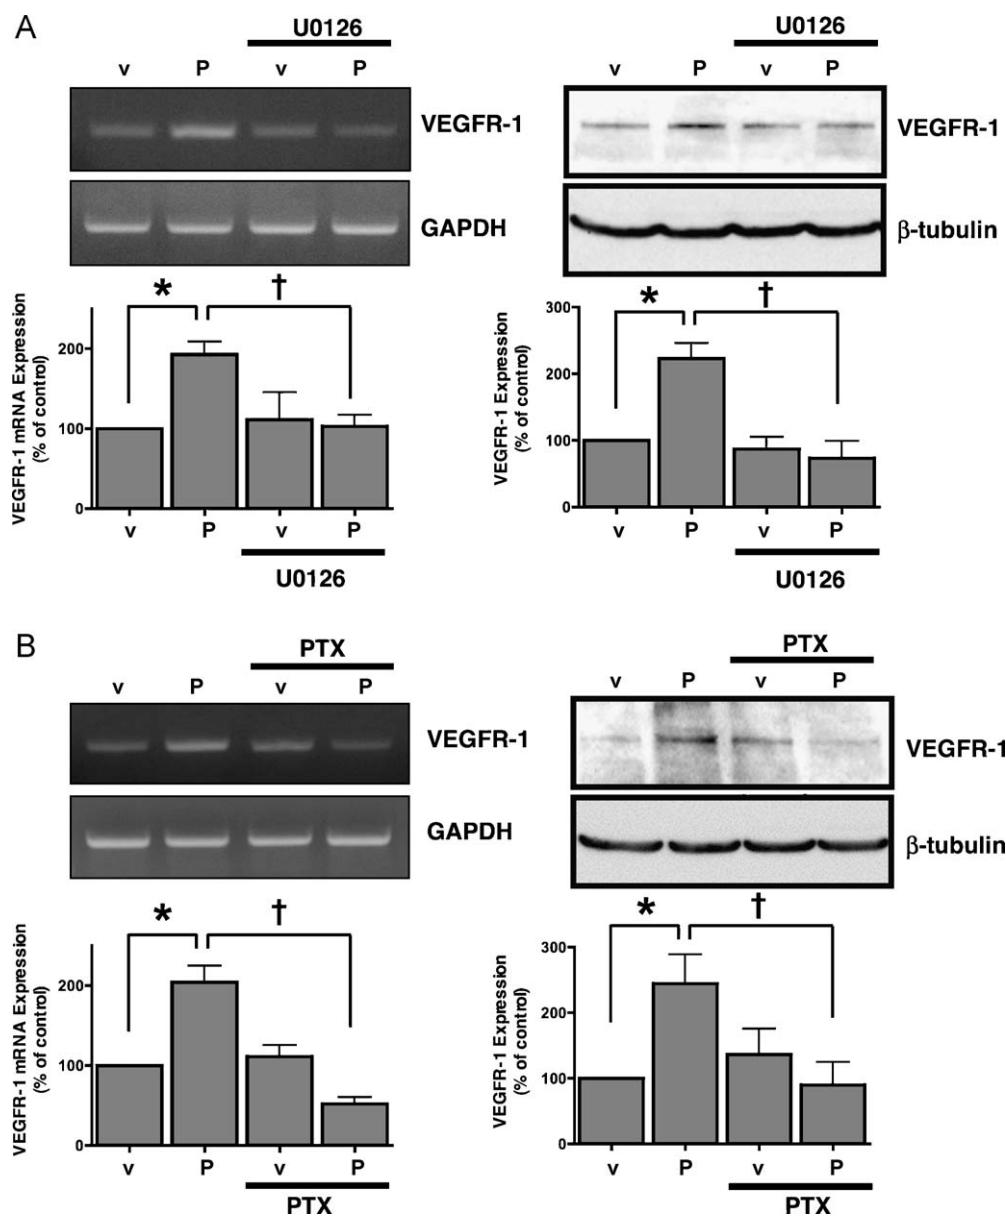 A
U0126
v P v P
VEGFR-1
GAPDH
*
†
VEGFR-1 mRNA Expression
(% of control)
200
100
0
v P v P
U0126
U0126
v P v P
VEGFR-1
β-tubulin
*
†
VEGFR-1 Expression
(% of control)
300
200
100
0
v P v P
U0126
B
PTX
v P v P
VEGFR-1
GAPDH
*
†
VEGFR-1 mRNA Expression
(% of control)
200
100
0
v P v P
PTX
PTX
v P v P
VEGFR-1
β-tubulin
*
†
VEGFR-1 Expression
(% of control)
300
200
100
0
v P v P
PTX